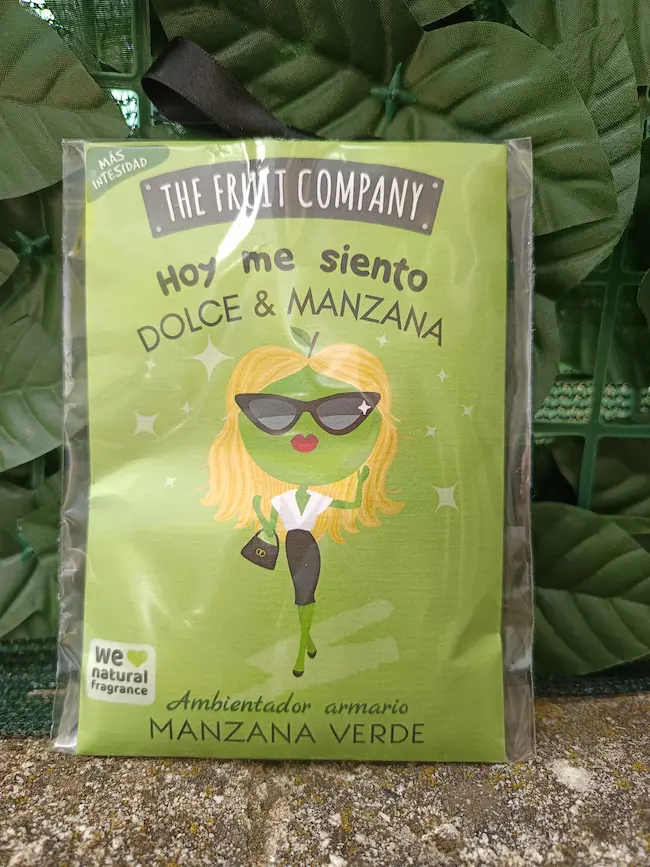 MÁS
INTESIDAD
THE FRUIT COMPANY
Hoy me siento
DOLCE & MANZANA
We
natural
fragrance
Ambientador armario
MANZANA VERDE